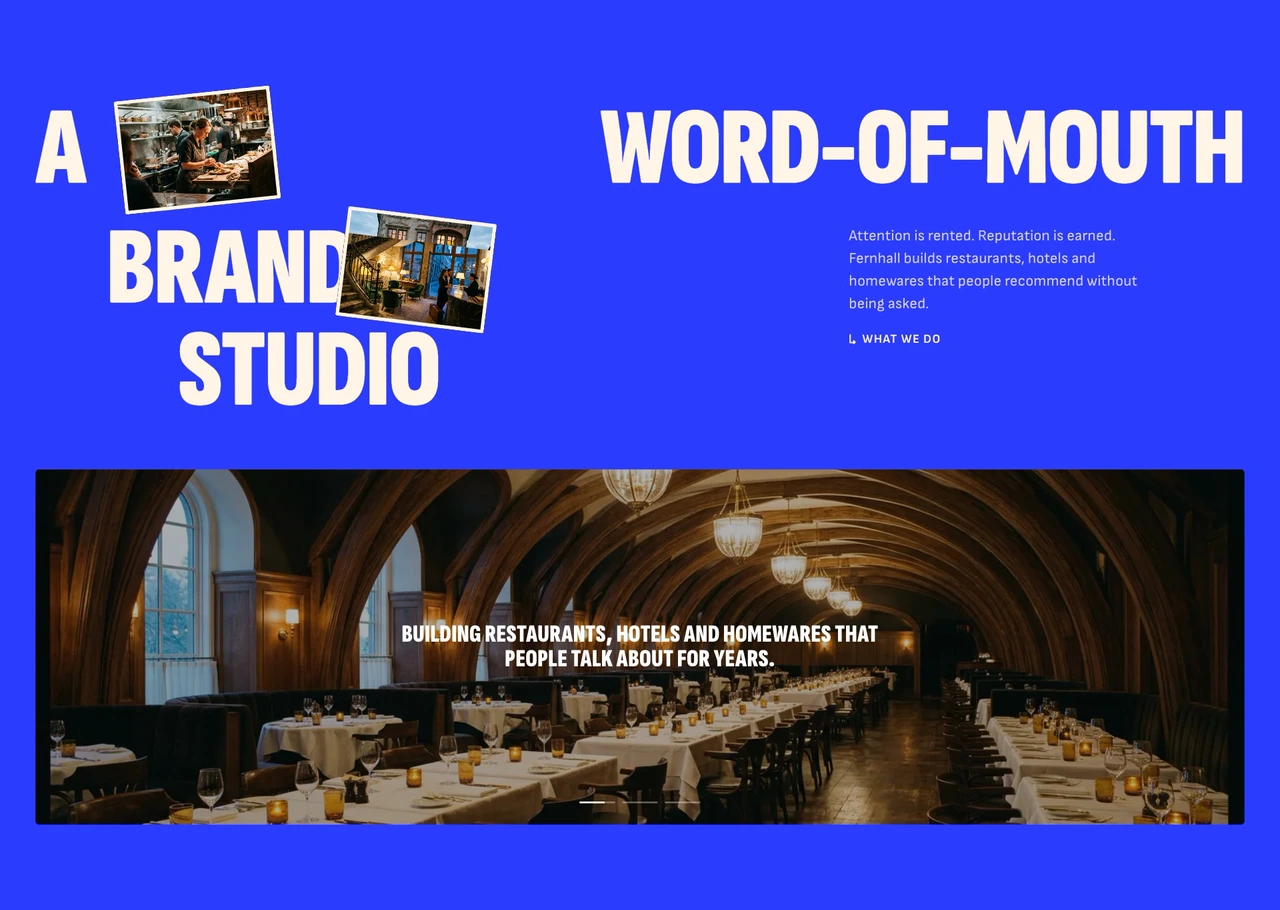 A WORD-OF-MOUTH
BRAND
STUDIO
Attention is rented. Reputation is earned.
Fernhall builds restaurants, hotels and
homewares that people recommend without
being asked.
WHAT WE DO
BUILDING RESTAURANTS, HOTELS AND HOMEWARES THAT
PEOPLE TALK ABOUT FOR YEARS.